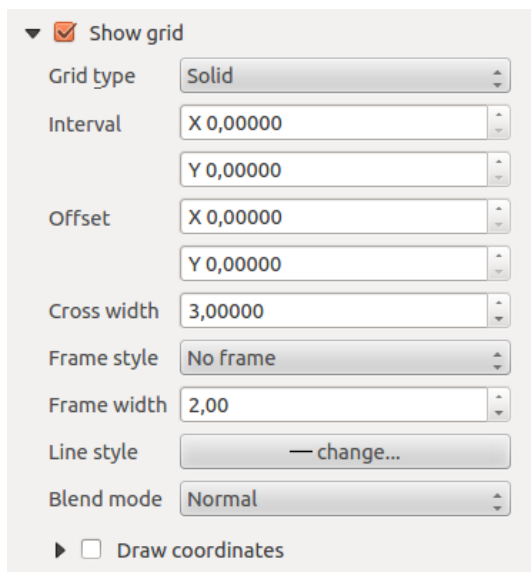 Show grid
Grid type Solid
Interval X 0,00000
Y 0,00000
Offset X 0,00000
Y 0,00000
Cross width 3,00000
Frame style No frame
Frame width 2,00
Line style change...
Blend mode Normal
Draw coordinates